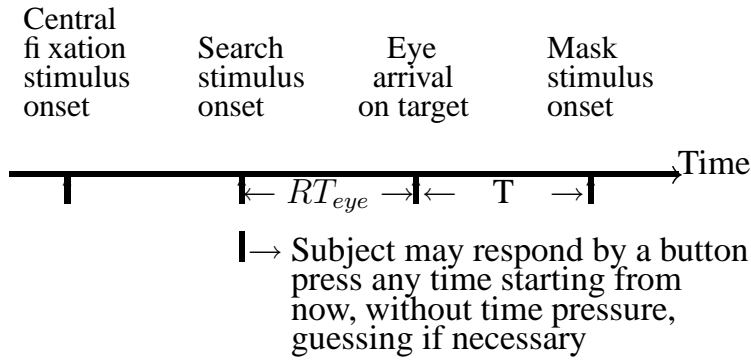 Central
fi xation
stimulus
onset
Search
stimulus
onset
Eye
arrival
on target
Mask
stimulus
onset
Time
← RT_eye → ← T →
→ Subject may respond by a button
press any time starting from
now, without time pressure,
guessing if necessary